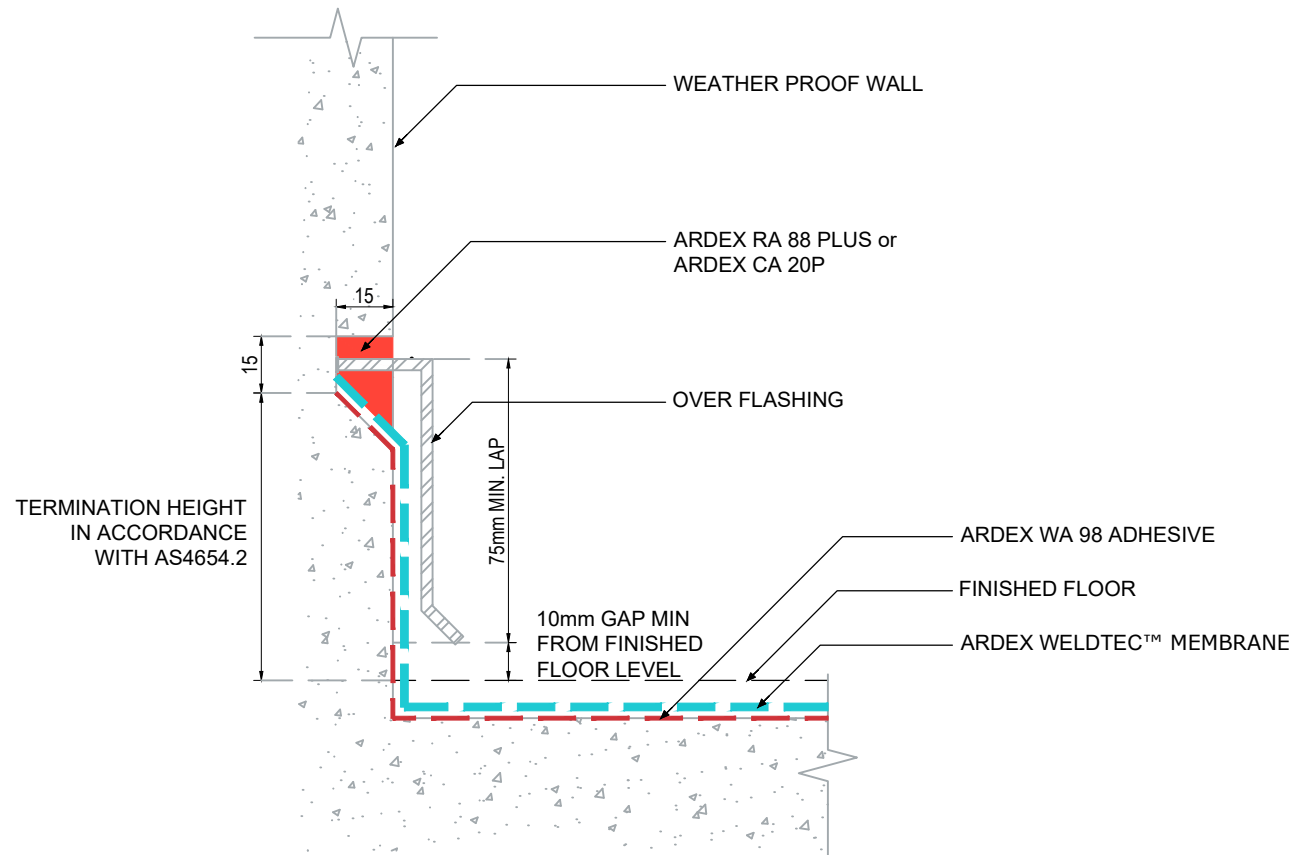 WEATHER PROOF WALL
ARDEX RA 88 PLUS or
ARDEX CA 20P
15
15
OVER FLASHING
75mm MIN. LAP
TERMINATION HEIGHT
IN ACCORDANCE
WITH AS4654.2
ARDEX WA 98 ADHESIVE
FINISHED FLOOR
10mm GAP MIN
FROM FINISHED
FLOOR LEVEL
ARDEX WELDTEC™ MEMBRANE